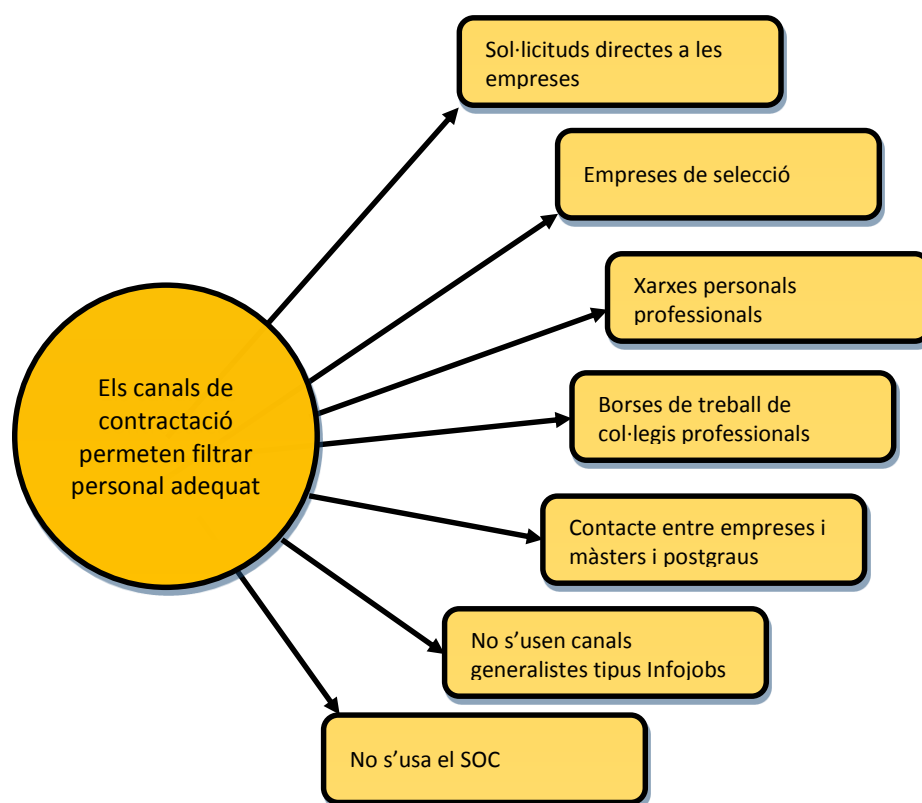 Sol·licituds directes a les
empreses
Empreses de selecció
Xarxes personals
professionals
Els canals de
contractació
permeten filtrar
personal adequat
Borses de treball de
col·legis professionals
Contacte entre empreses i
màsters i postgraus
No s’usen canals
generalistes tipus Infojobs
No s’usa el SOC